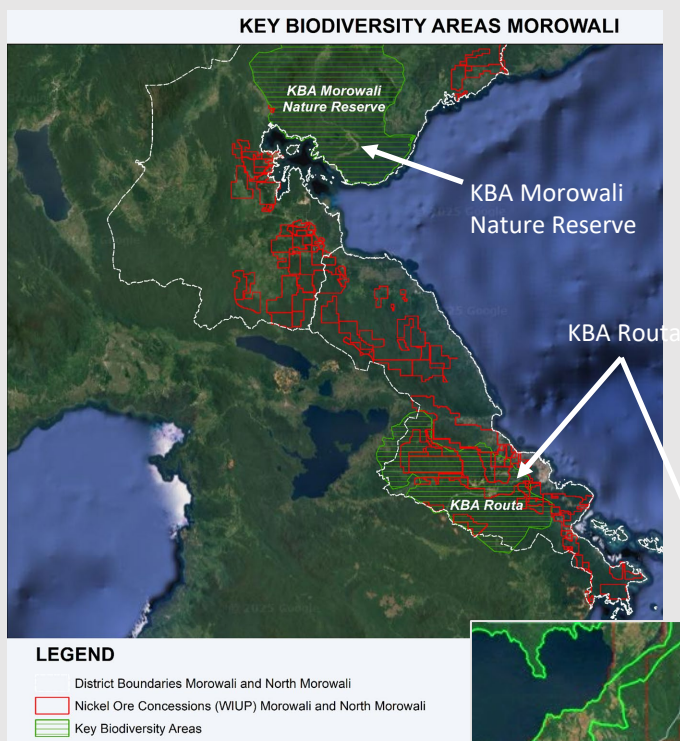 KEY BIODIVERSITY AREAS MOROWALI
KBA Morowali
Nature Reserve
KBA Morowali
Nature Reserve
KBA Routa
KBA Routa
LEGEND
District Boundaries Morowali and North Morowali
Nickel Ore Concessions (WIUP) Morowali and North Morowali
Key Biodiversity Areas